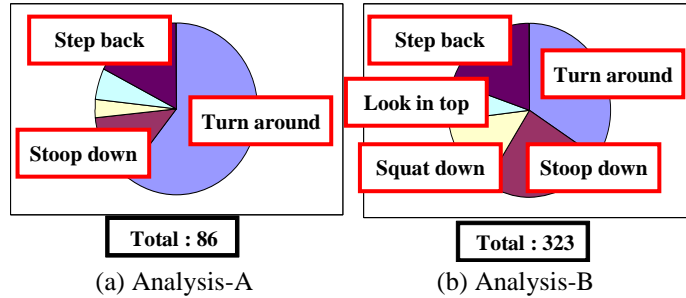 Step back
Turn around
Stoop down
Total : 86
(a) Analysis-A
Step back
Turn around
Look in top
Squat down
Stoop down
Total : 323
(b) Analysis-B